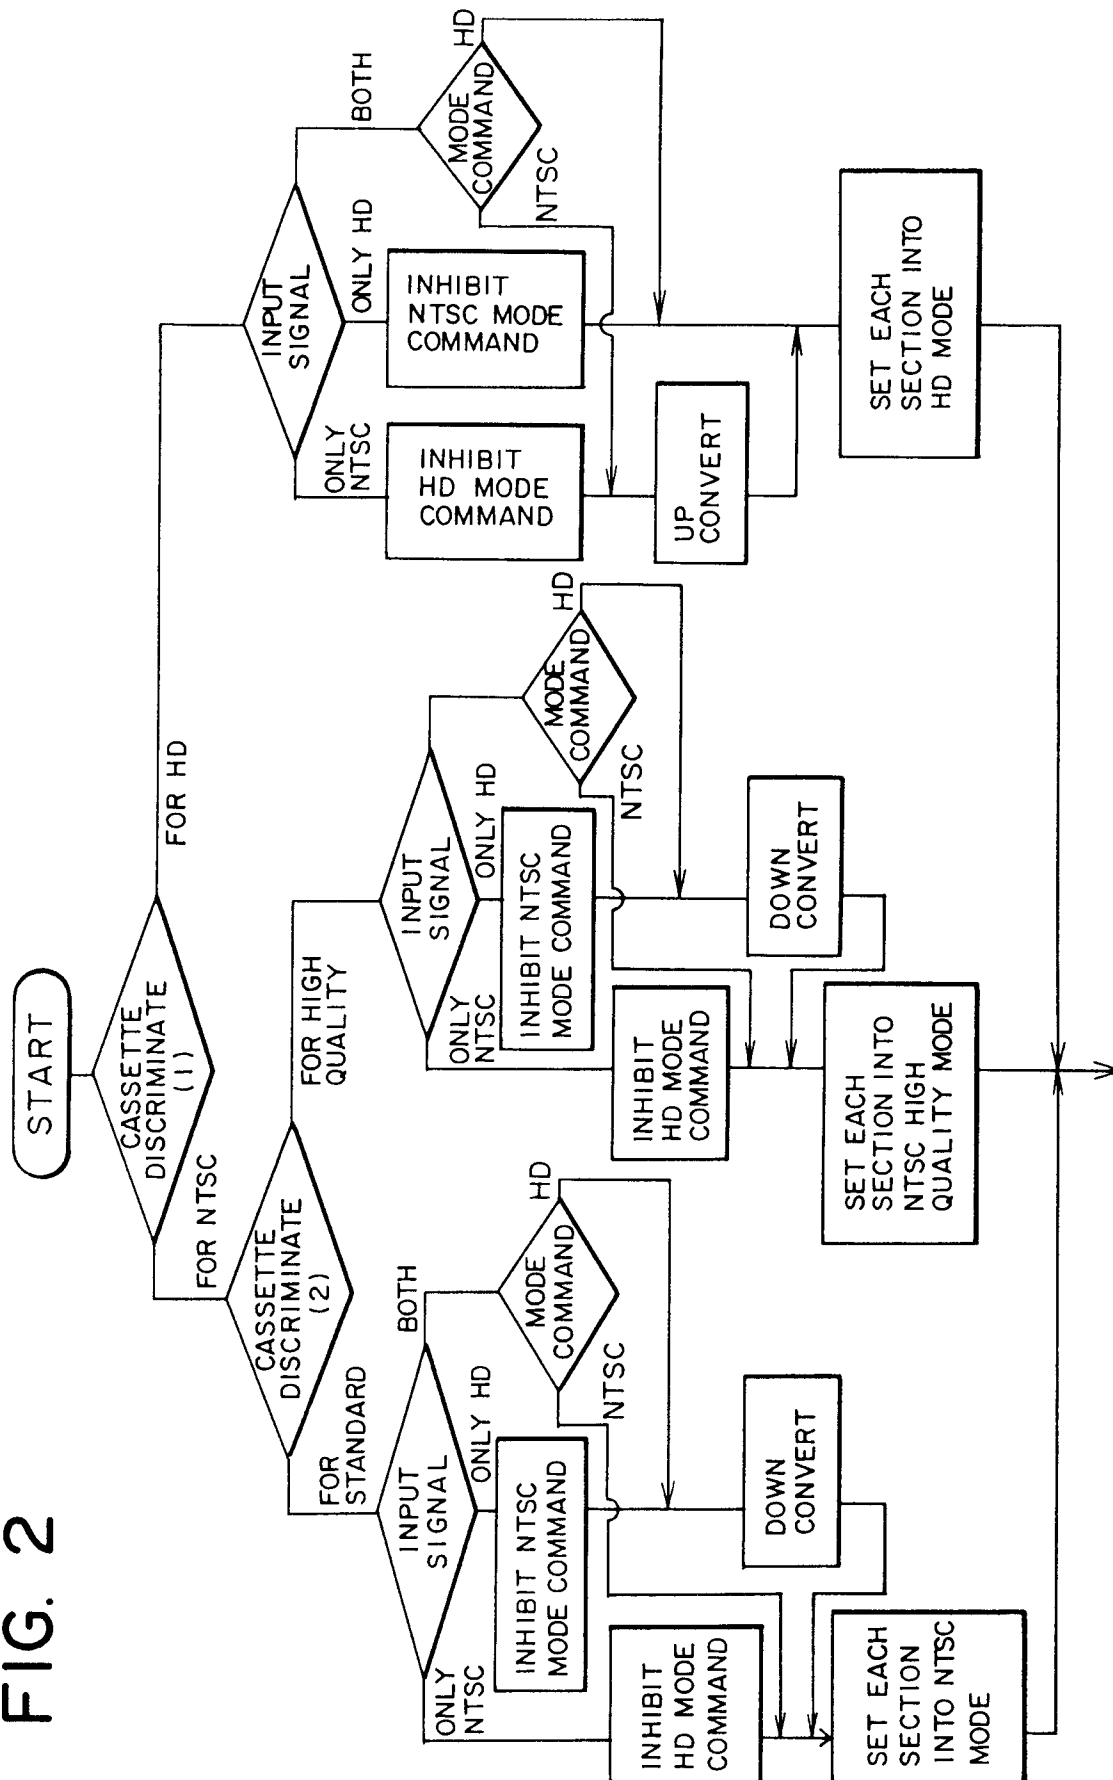 FIG. 2
START
CASSETTE
DISCRIMINATE
(1)
FOR NTSC
FOR HD
CASSETTE
DISCRIMINATE
(2)
FOR
STANDARD
FOR HIGH
QUALITY
INPUT
SIGNAL
ONLY
NTSC
ONLY HD
BOTH
MODE
COMMAND
NTSC
HD
INHIBIT NTSC
MODE COMMAND
INHIBIT
HD MODE
COMMAND
DOWN
CONVERT
SET EACH
SECTION
INTO NTSC
MODE
INPUT
SIGNAL
ONLY
NTSC
ONLY HD
MODE
COMMAND
NTSC
HD
INHIBIT NTSC
MODE COMMAND
INHIBIT
HD MODE
COMMAND
DOWN
CONVERT
SET EACH
SECTION INTO
NTSC HIGH
QUALITY MODE
INPUT
SIGNAL
ONLY
NTSC
ONLY HD
BOTH
MODE
COMMAND
NTSC
HD
INHIBIT
HD MODE
COMMAND
INHIBIT
NTSC MODE
COMMAND
UP
CONVERT
SET EACH
SECTION INTO
HD MODE